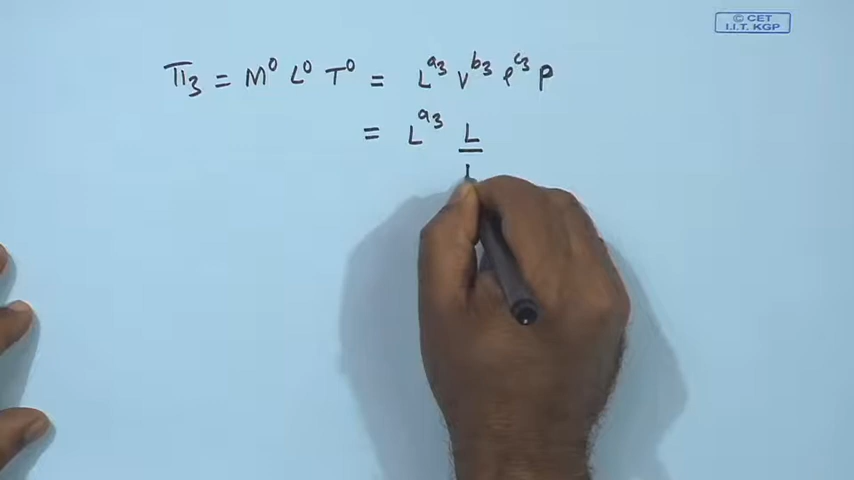 © CET
I.I.T. KGP
π₃ = M⁰ L⁰ T⁰ = L^a₃ V^b₃ ρ^c₃ p
= L^a₃ L